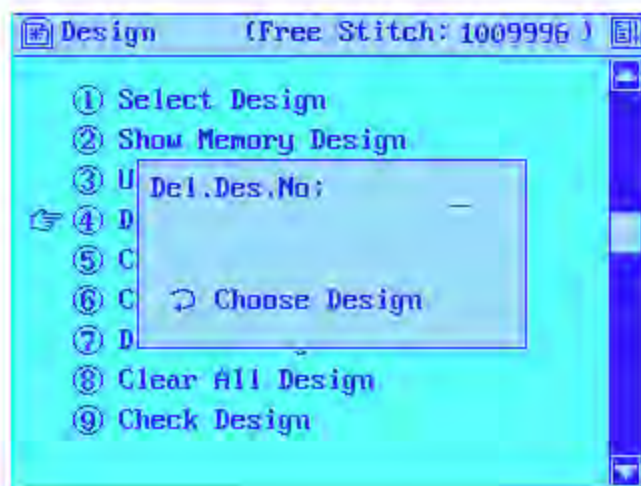 Design (Free Stitch: 1009996 )
① Select Design
② Show Memory Design
③ U
④ D
⑤ C
⑥ C
⑦ D
Del.Des.No:
Choose Design
⑧ Clear All Design
⑨ Check Design